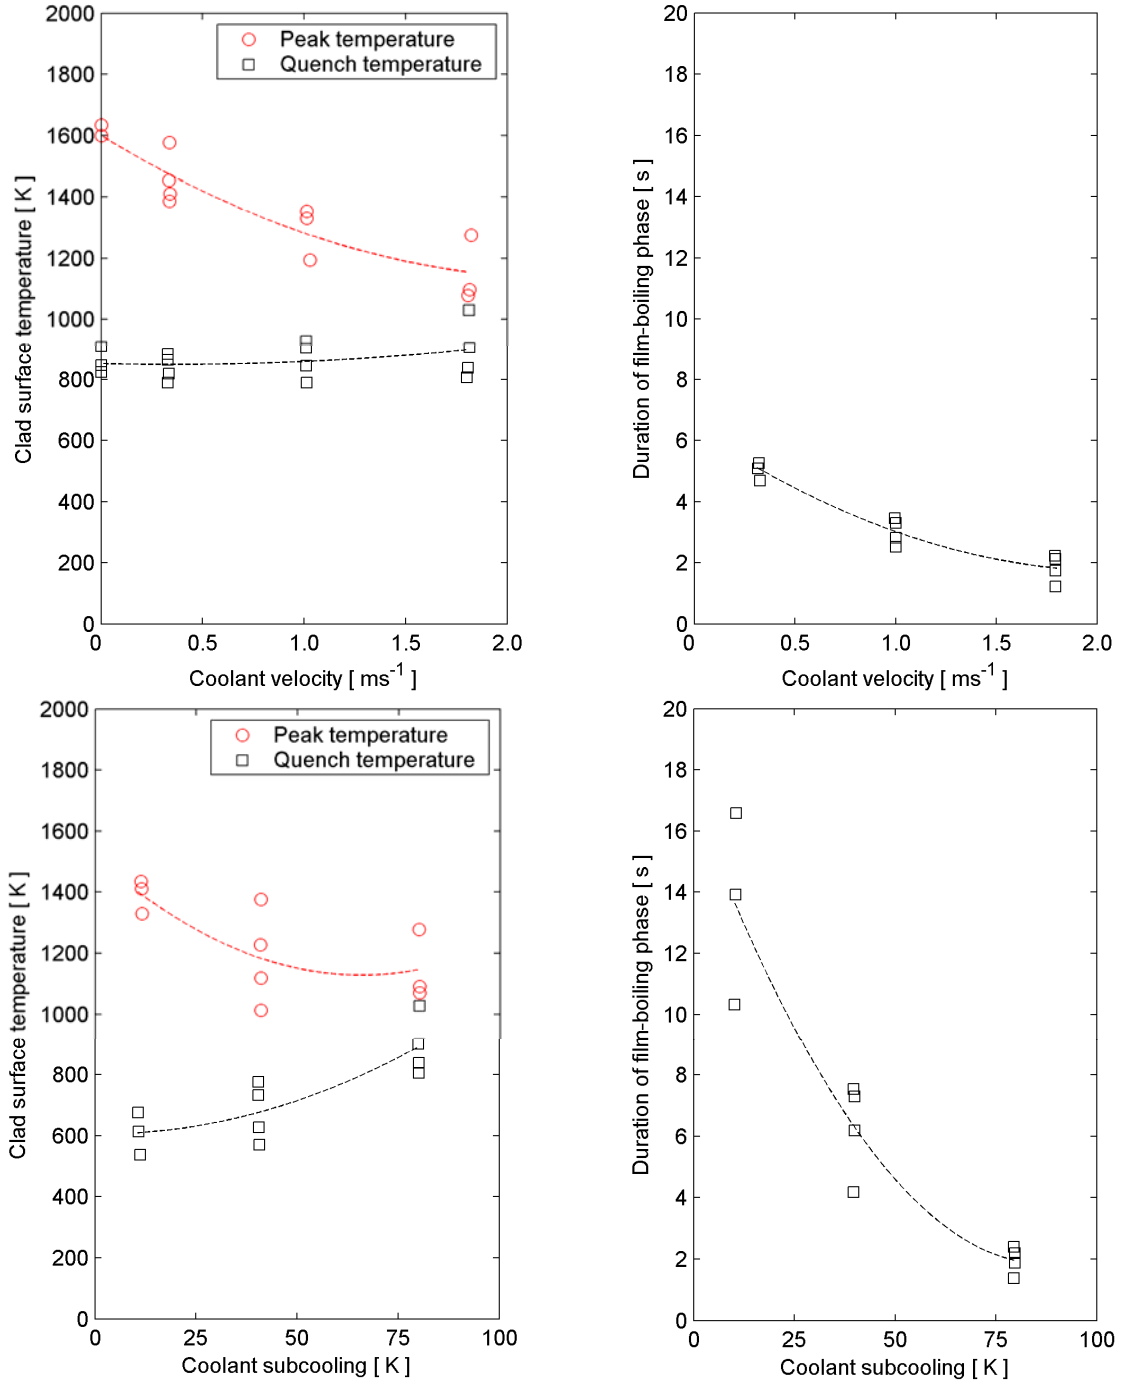 2000
1800
1600
1400
1200
1000
800
600
400
200
0
Clad surface temperature [ K ]
Peak temperature
Quench temperature
0 0.5 1.0 1.5 2.0
Coolant velocity [ ms-1 ]
20
18
16
14
12
10
8
6
4
2
0
Duration of film-boiling phase [ s ]
0 0.5 1.0 1.5 2.0
Coolant velocity [ ms-1 ]
2000
1800
1600
1400
1200
1000
800
600
400
200
0
Clad surface temperature [ K ]
Peak temperature
Quench temperature
0 25 50 75 100
Coolant subcooling [ K ]
20
18
16
14
12
10
8
6
4
2
0
Duration of film-boiling phase [ s ]
0 25 50 75 100
Coolant subcooling [ K ]